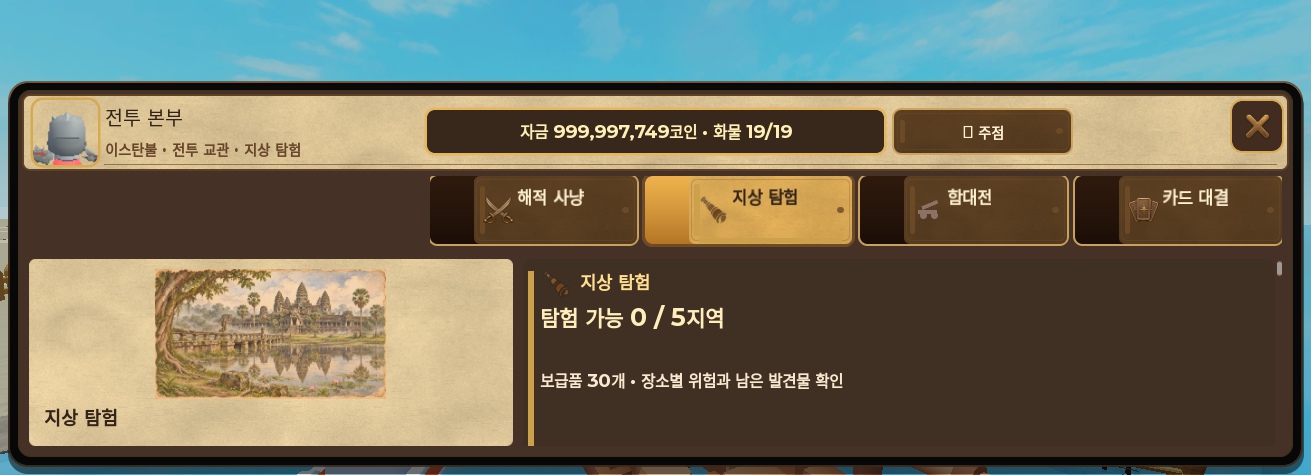 전투 본부
이스탄불 · 전투 교관 · 지상 탐험
자금 999,997,749코인 · 화물 19/19
주점
해적 사냥
지상 탐험
함대전
카드 대결
지상 탐험
지상 탐험
탐험 가능 0 / 5지역
보급품 30개 · 장소별 위험과 남은 발견물 확인